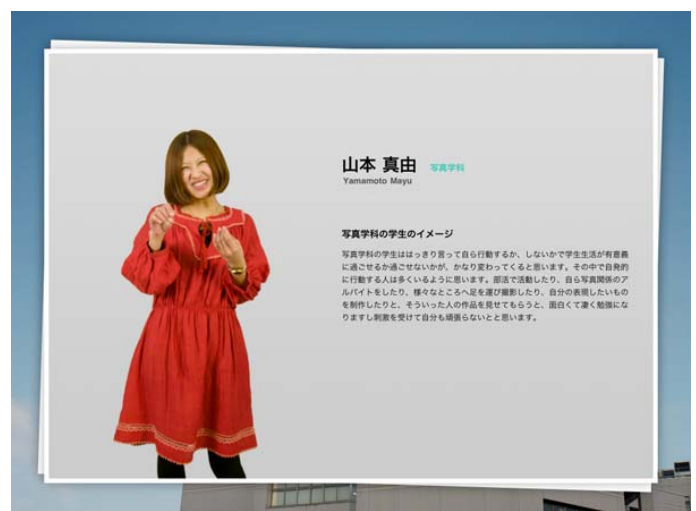 山本 真由 写真学科
Yamamoto Mayu
写真学科の学生のイメージ
写真学科の学生ははっきり言って自ら行動するか、しないかで学生生活が有意義
に過ごせるか過ごせないかが、かなり変わってくると思います。その中で自発的
に行動する人は多くいるように思います。部活で活動したり、自ら写真関係のア
ルバイトをしたり、様々なところへ足を運び撮影したり、自分の表現したいもの
を制作したりと、そういった人の作品を見せてもらうと、面白くて凄く勉強にな
りますし刺激を受けて自分も頑張らないとと思います。